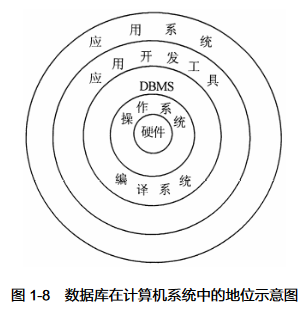 应用系统
应用开发工具
DBMS
操作系统
硬件
编译系统
图 1-8 数据库在计算机系统中的地位示意图